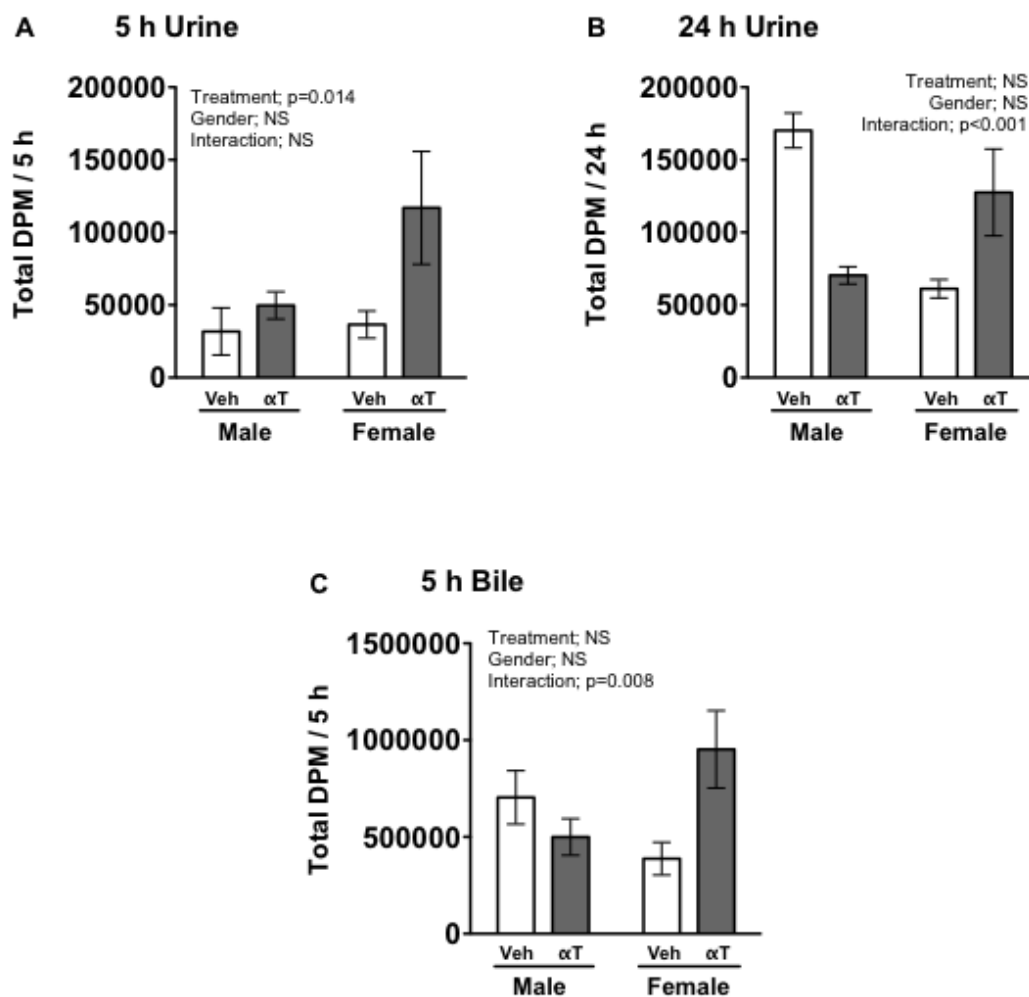 A 5 h Urine
Total DPM / 5 h
200000
150000
100000
50000
0
Treatment; p=0.014
Gender; NS
Interaction; NS
Veh αT Veh αT
Male Female
B 24 h Urine
Total DPM / 24 h
200000
150000
100000
50000
0
Treatment; NS
Gender; NS
Interaction; p<0.001
Veh αT Veh αT
Male Female
C 5 h Bile
Total DPM / 5 h
1500000
1000000
500000
0
Treatment; NS
Gender; NS
Interaction; p=0.008
Veh αT Veh αT
Male Female